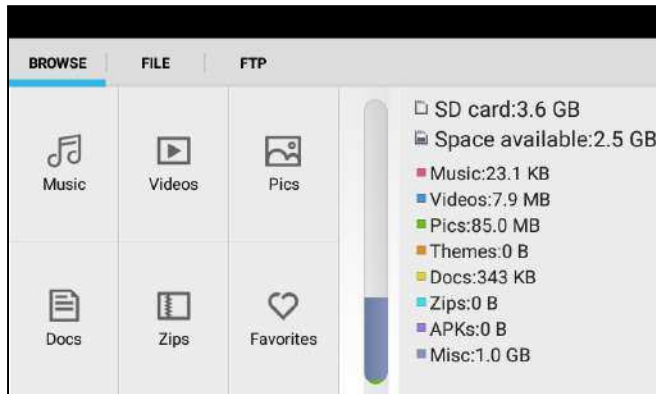 BROWSE FILE FTP
Music Videos Pics
Docs Zips Favorites
SD card:3.6 GB
Space available:2.5 GB
Music:23.1 KB
Videos:7.9 MB
Pics:85.0 MB
Themes:0 B
Docs:343 KB
Zips:0 B
APKs:0 B
Misc:1.0 GB